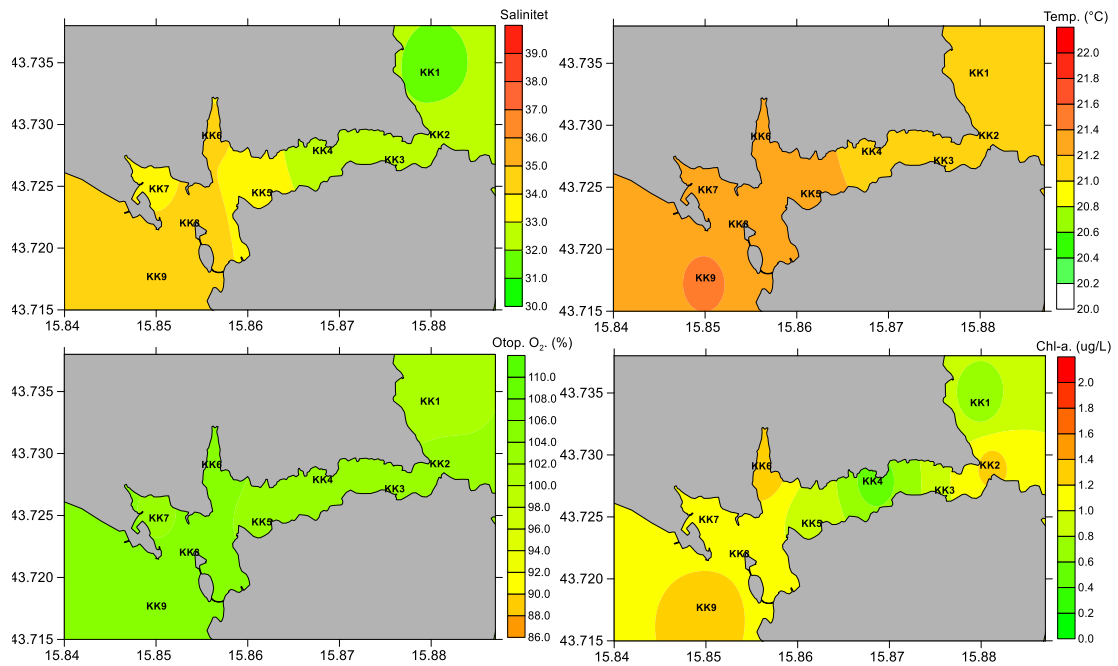 Salinitet
39.0
38.0
37.0
36.0
35.0
34.0
33.0
32.0
31.0
30.0
43.735
43.730
43.725
43.720
43.715
15.84 15.85 15.86 15.87 15.88
KK1
KK2
KK3
KK4
KK5
KK6
KK7
KK8
KK9
Temp. (°C)
22.0
21.8
21.6
21.4
21.2
21.0
20.8
20.6
20.4
20.2
20.0
43.735
43.730
43.725
43.720
43.715
15.84 15.85 15.86 15.87 15.88
KK1
KK2
KK3
KK4
KK5
KK6
KK7
KK8
KK9
Otop. O2. (%)
110.0
108.0
106.0
104.0
102.0
100.0
98.0
96.0
94.0
92.0
90.0
88.0
86.0
43.735
43.730
43.725
43.720
43.715
15.84 15.85 15.86 15.87 15.88
KK1
KK2
KK3
KK4
KK5
KK6
KK7
KK8
KK9
Chl-a. (ug/L)
2.0
1.8
1.6
1.4
1.2
1.0
0.8
0.6
0.4
0.2
0.0
43.735
43.730
43.725
43.720
43.715
15.84 15.85 15.86 15.87 15.88
KK1
KK2
KK3
KK4
KK5
KK6
KK7
KK8
KK9